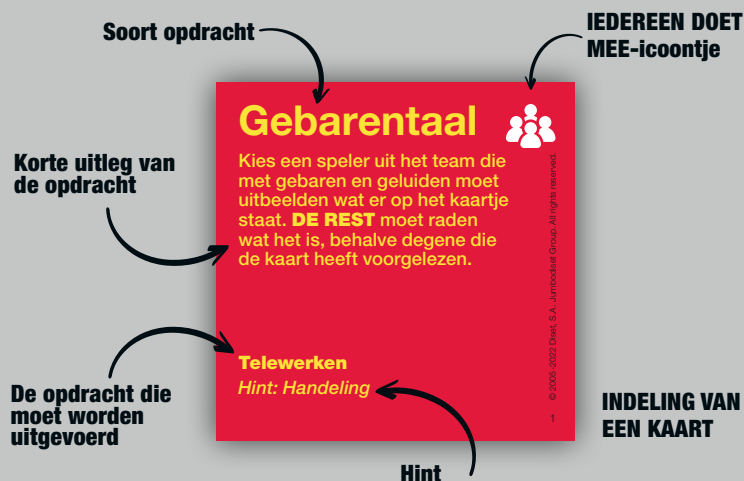 Soort opdracht
IEDEREEN DOET
MEE-icoontje
Gebarentaal
Korte uitleg van
de opdracht
Kies een speler uit het team die
met gebaren en geluiden moet
uitbeelden wat er op het kaartje
staat. DE REST moet raden
wat het is, behalve degene die
de kaart heeft voorgelezen.
© 2005-2022 Diset, S.A. Jumbodiset Group. All rights reserved.
Telewerken
Hint: Handeling
De opdracht die
moet worden
uitgevoerd
1
INDELING VAN
EEN KAART
Hint